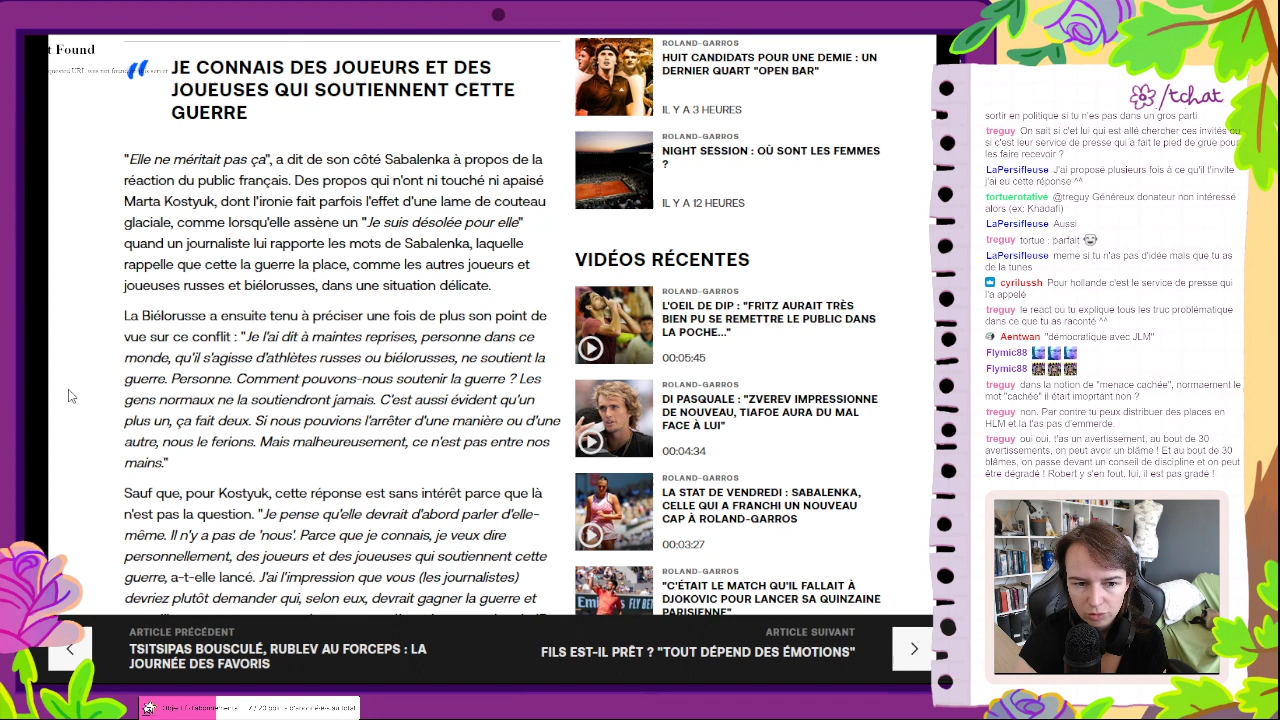 t Found
quested URL was not found
server
JE CONNAIS DES JOUEURS ET DES
JOUEUSES QUI SOUTIENNENT CETTE
GUERRE
"Elle ne méritait pas ça", a dit de son côté Sabalenka à propos de la
réaction du public français. Des propos qui n'ont ni touché ni apaisé
Marta Kostyuk, dont l'ironie fait parfois l'effet d'une lame de couteau
glaciale, comme lorsqu'elle assène un "Je suis désolée pour elle"
quand un journaliste lui rapporte les mots de Sabalenka, laquelle
rappelle que cette la guerre la place, comme les autres joueurs et
joueuses russes et biélorusses, dans une situation délicate.
La Biélorusse a ensuite tenu à préciser une fois de plus son point de
vue sur ce conflit : "Je l'ai dit à maintes reprises, personne dans ce
monde, qu'il s'agisse d'athlètes russes ou biélorusses, ne soutient la
guerre. Personne. Comment pouvons-nous soutenir la guerre ? Les
gens normaux ne la soutiendront jamais. C'est aussi évident qu'un
plus un, ça fait deux. Si nous pouvions l'arrêter d'une manière ou d'une
autre, nous le ferions. Mais malheureusement, ce n'est pas entre nos
mains."
Sauf que, pour Kostyuk, cette réponse est sans intérêt parce que là
n'est pas la question. "Je pense qu'elle devrait d'abord parler d'elle-
même. Il n'y a pas de 'nous'. Parce que je connais, je veux dire
personnellement, des joueurs et des joueuses qui soutiennent cette
guerre, a-t-elle lancé. J'ai l'impression que vous (les journalistes)
devriez plutôt demander qui, selon eux, devrait gagner la guerre et
ROLAND-GARROS
HUIT CANDIDATS POUR UNE DEMIE : UN
DERNIER QUART "OPEN BAR"
IL Y A 3 HEURES
ROLAND-GARROS
NIGHT SESSION : OÙ SONT LES FEMMES
?
IL Y A 12 HEURES
VIDÉOS RÉCENTES
ROLAND-GARROS
L'OEIL DE DIP : "FRITZ AURAIT TRÈS
BIEN PU SE REMETTRE LE PUBLIC DANS
LA POCHE..."
00:05:45
ROLAND-GARROS
DI PASQUALE : "ZVEREV IMPRESSIONNE
DE NOUVEAU, TIAFOE AURA DU MAL
FACE À LUI"
00:04:34
ROLAND-GARROS
LA STAT DE VENDREDI : SABALENKA,
CELLE QUI A FRANCHI UN NOUVEAU
CAP À ROLAND-GARROS
00:03:27
ROLAND-GARROS
"C'ÉTAIT LE MATCH QU'IL FALLAIT À
DJOKOVIC POUR LANCER SA QUINZAINE
PARISIENNE"
Emirates FLY BE
ARTICLE PRÉCÉDENT
TSITSIPAS BOUSCULÉ, RUBLEV AU FORCEPS : LA
JOURNÉE DES FAVORIS
ARTICLE SUIVANT
FILS EST-IL PRÊT ? "TOUT DÉPEND DES ÉMOTIONS"
/tchat
sortir en politique si tu n'es pas dans un gros parti
treguy On sait si c'est lui qui est allé chercher ces invités ou
si c'est leur service de presse qui a fait le pied de grue pour
les faire recevoir ?
LaPersifleuse J'ai proposé plusieurs fois à ce qu'il t'invite
j'ai eu cette réponse ^^
tortuerotative @treguy Généreux donateur non intéressé
alors (ex: Khadafi)
LaPersifleuse Aussi
treguy tortue : parfait
LaPersifleuse meme si tu n'as pas d'idée mais que tu as
de la tunes
cyrilussh Pour hollande c'est le service de presse qui
l'a appelé
treguy le react ou tu explique tous les truc problématique
dans ce que tu as raconté ^^
Aentwan "démocratique avec JLM"
Flymic88
Flymic88
treguy dans la notion de "menace cachée", normaement le
mot "cachée" il était imortant non ?
treguy non. Par contre tu peux distribuer des places en
HLM et la t'as pas d'emmerde.
treguy oui oui, t'as un avertissement, au bout de 30
avertissements, on peut avoir un blâme ! Et au bout de 30
blâmes, on passe devant un conseil de discipline et on peut
être dégradé ! Robert y s'en fout, lui, il est pas gradé !